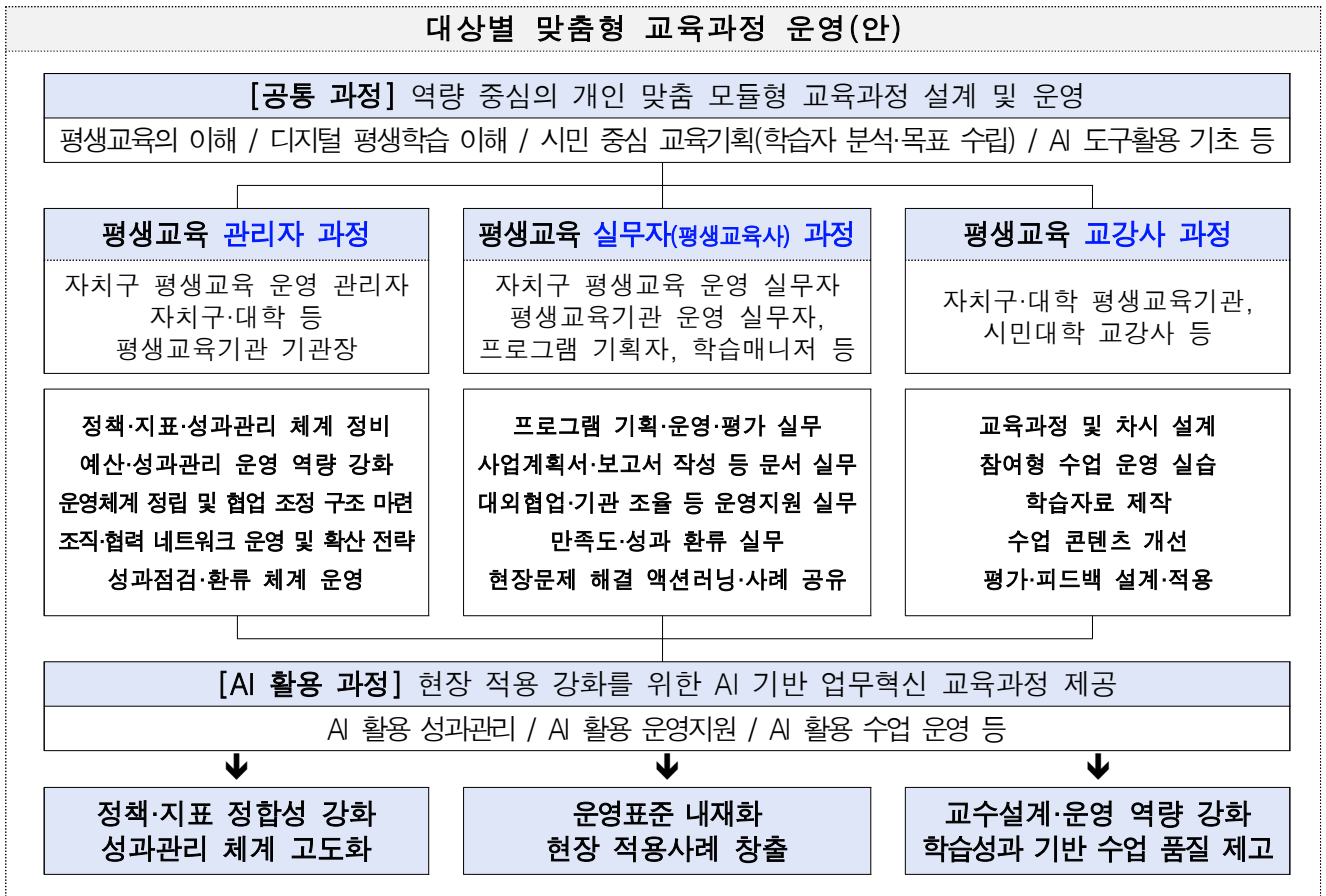 대상별 맞춤형 교육과정 운영(안)
[공통 과정] 역량 중심의 개인 맞춤 모듈형 교육과정 설계 및 운영
평생교육의 이해 / 디지털 평생학습 이해 / 시민 중심 교육기획(학습자 분석·목표 수립) / AI 도구활용 기초 등
평생교육 관리자 과정
자치구 평생교육 운영 관리자
자치구·대학 등
평생교육기관 기관장
정책·지표·성과관리 체계 정비
예산·성과관리 운영 역량 강화
운영체계 정립 및 협업 조정 구조 마련
조직·협력 네트워크 운영 및 확산 전략
성과점검·환류 체계 운영
평생교육 실무자(평생교육사) 과정
자치구 평생교육 운영 실무자
평생교육기관 운영 실무자,
프로그램 기획자, 학습매니저 등
프로그램 기획·운영·평가 실무
사업계획서·보고서 작성 등 문서 실무
대외협업·기관 조율 등 운영지원 실무
만족도·성과 환류 실무
현장문제 해결 액션러닝·사례 공유
평생교육 교강사 과정
자치구·대학 평생교육기관,
시민대학 교강사 등
교육과정 및 차시 설계
참여형 수업 운영 실습
학습자료 제작
수업 콘텐츠 개선
평가·피드백 설계·적용
[AI 활용 과정] 현장 적용 강화를 위한 AI 기반 업무혁신 교육과정 제공
AI 활용 성과관리 / AI 활용 운영지원 / AI 활용 수업 운영 등
정책·지표 정합성 강화
성과관리 체계 고도화
운영표준 내재화
현장 적용사례 창출
교수설계·운영 역량 강화
학습성과 기반 수업 품질 제고